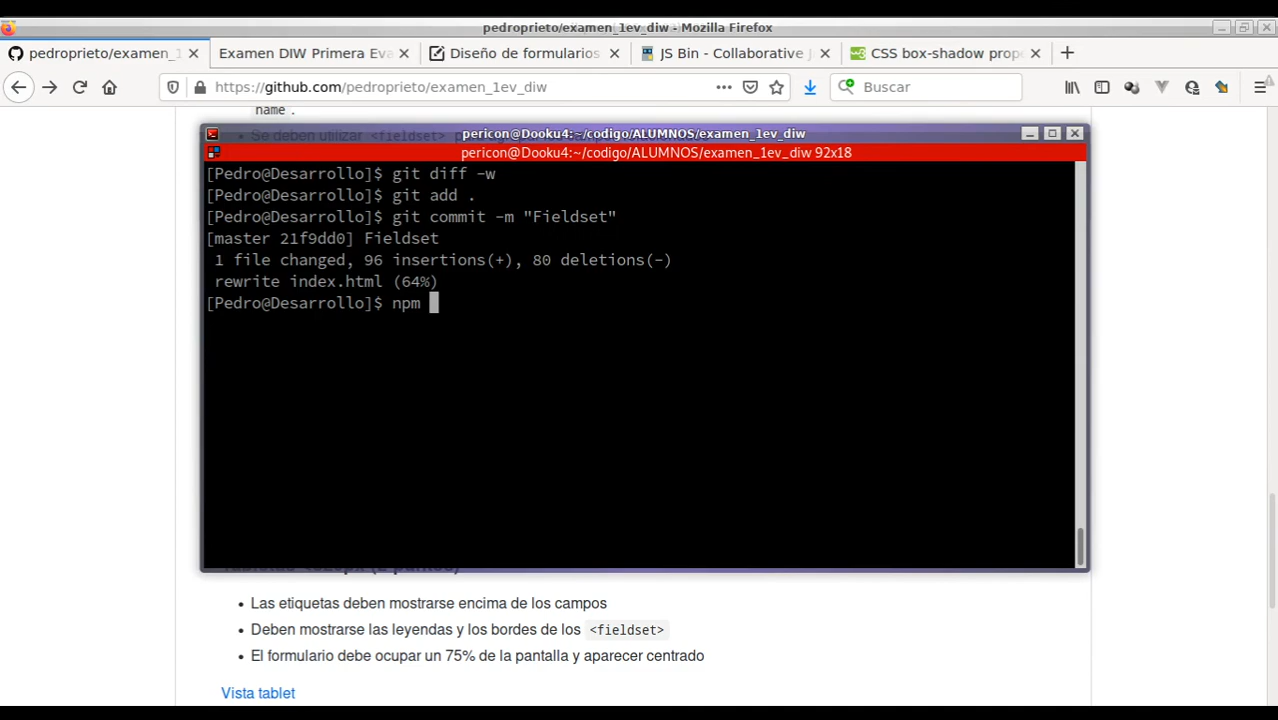 pedroprieto/examen_1ev_diw - Mozilla Firefox
pedroprieto/examen_1
Examen DIW Primera Eva
Diseño de formularios
JS Bin - Collaborative
CSS box-shadow prop
https://github.com/pedroprieto/examen_1ev_diw
Buscar
name .
Se deben utilizar <fieldset> p
pericon@Dooku4:~/codigo/ALUMNOS/examen_1ev_diw
pericon@Dooku4:~/codigo/ALUMNOS/examen_1ev_diw 92x18
[Pedro@Desarrollo]$ git diff -w
[Pedro@Desarrollo]$ git add .
[Pedro@Desarrollo]$ git commit -m "Fieldset"
[master 21f9dd0] Fieldset
1 file changed, 96 insertions(+), 80 deletions(-)
rewrite index.html (64%)
[Pedro@Desarrollo]$ npm
Las etiquetas deben mostrarse encima de los campos
Deben mostrarse las leyendas y los bordes de los <fieldset>
El formulario debe ocupar un 75% de la pantalla y aparecer centrado
Vista tablet